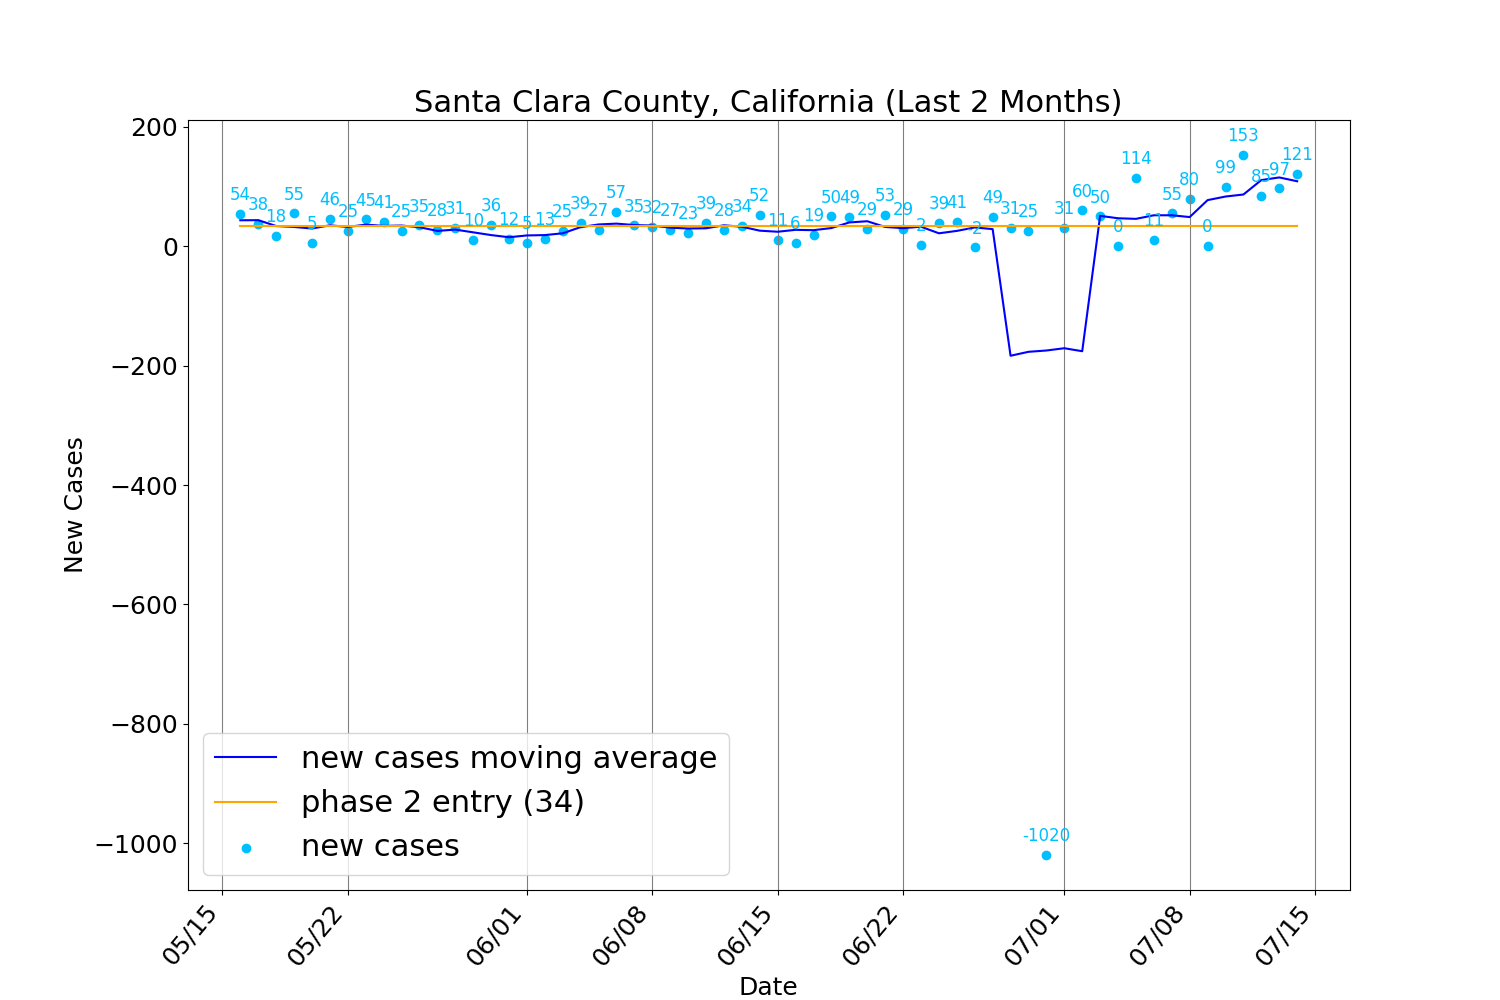 Santa Clara County, California (Last 2 Months)
200
0
−200
−400
−600
−800
−1000
New Cases
54 38 18 55 5 46 25 45 41 25 35 28 31 10 36 12 5 13 25 39 27 57 35 32 27 23 39 28 34 52 11 6 19 50 49 29 53 29 2 39 41 -2 49 31 25 -1020 31 60 50 0 114 11 55 80 0 99 153 85 97 121
new cases moving average
phase 2 entry (34)
new cases
05/15 05/22 06/01 06/08 06/15 06/22 07/01 07/08 07/15
Date